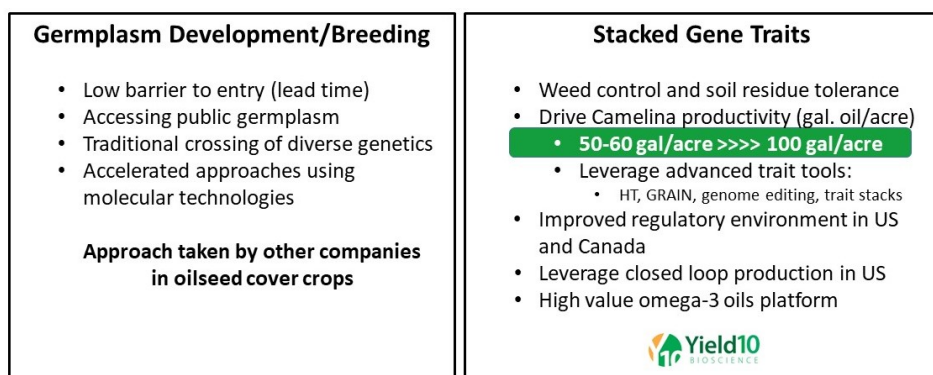 Germplasm Development/Breeding
• Low barrier to entry (lead time)
• Accessing public germplasm
• Traditional crossing of diverse genetics
• Accelerated approaches using
molecular technologies
Approach taken by other companies
in oilseed cover crops
Stacked Gene Traits
• Weed control and soil residue tolerance
• Drive Camelina productivity (gal. oil/acre)
• 50-60 gal/acre >>>> 100 gal/acre
• Leverage advanced trait tools:
• HT, GRAIN, genome editing, trait stacks
• Improved regulatory environment in US
and Canada
• Leverage closed loop production in US
• High value omega-3 oils platform
Y10 Yield10
BIOSCIENCE